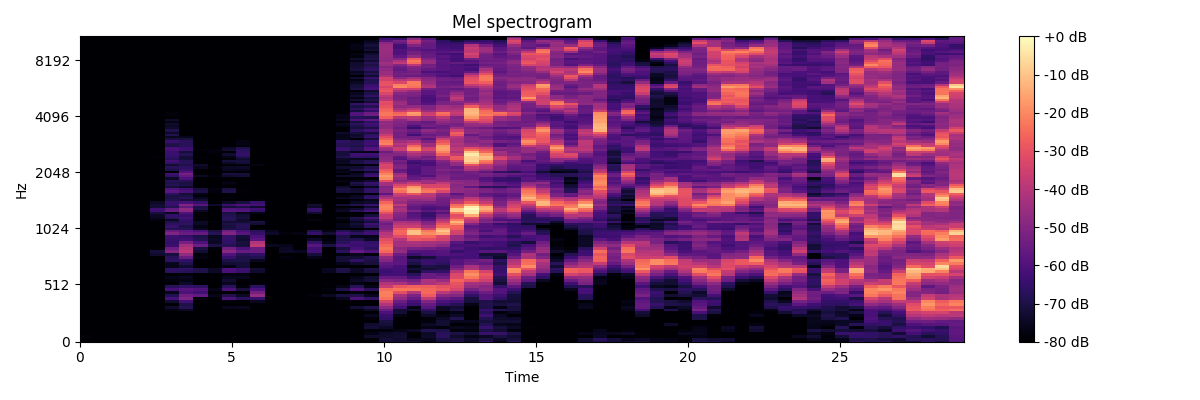 Mel spectrogram
Hz
8192
4096
2048
1024
512
0
0 5 10 15 20 25
Time
+0 dB
-10 dB
-20 dB
-30 dB
-40 dB
-50 dB
-60 dB
-70 dB
-80 dB